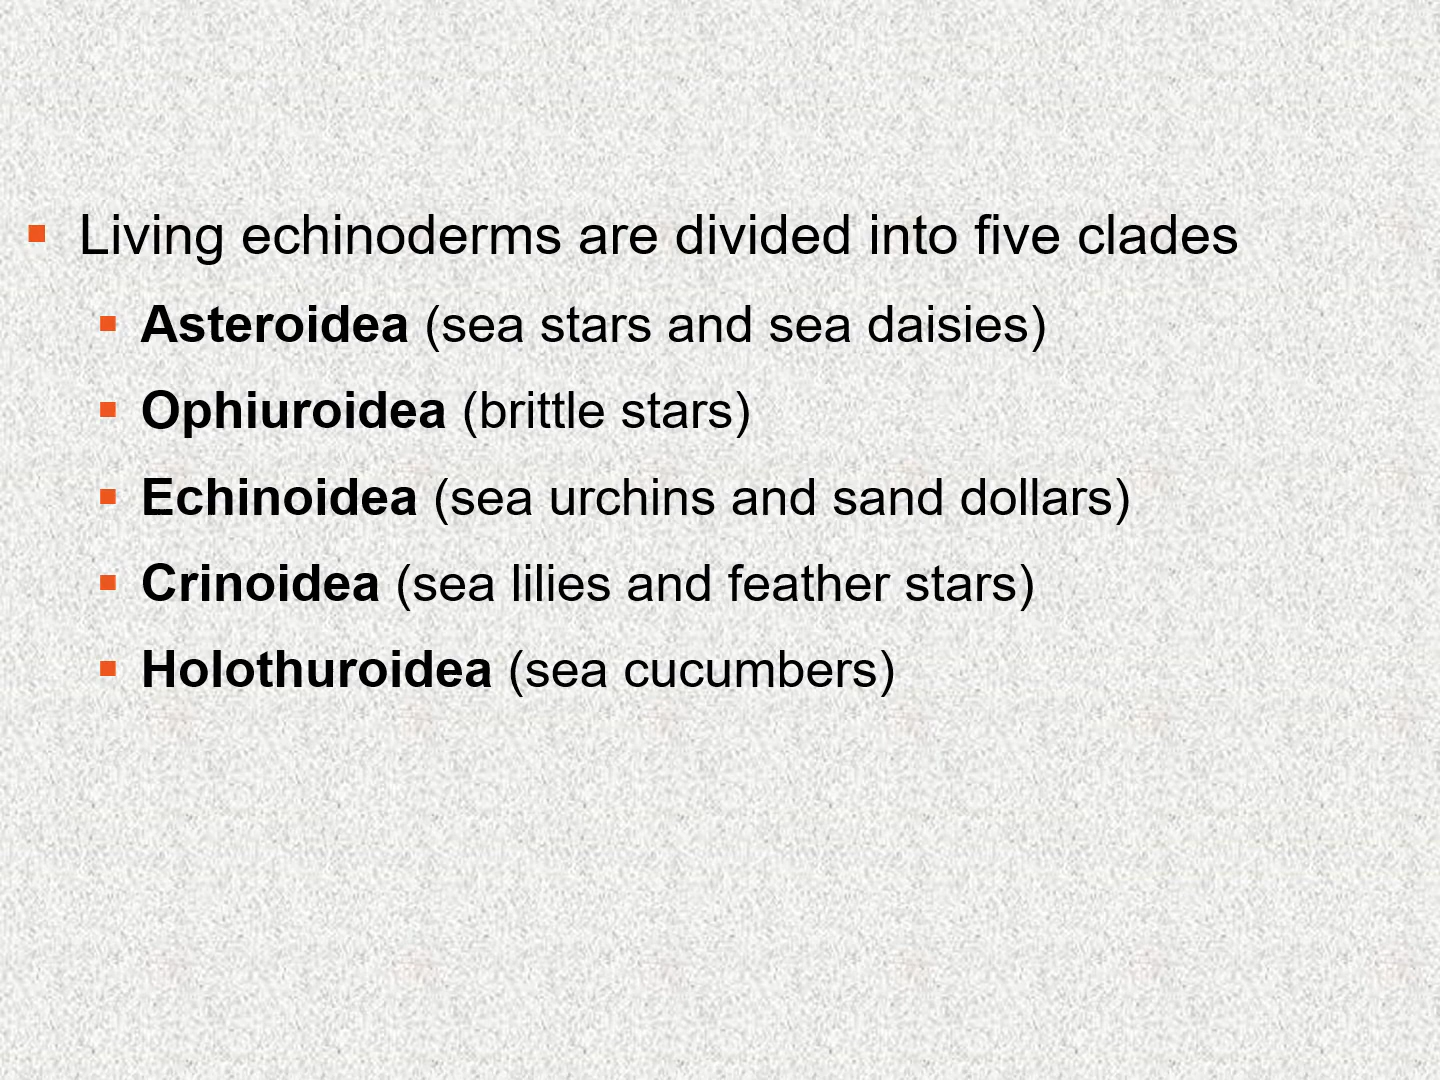 Living echinoderms are divided into five clades
Asteroidea (sea stars and sea daisies)
Ophiuroidea (brittle stars)
Echinoidea (sea urchins and sand dollars)
Crinoidea (sea lilies and feather stars)
Holothuroidea (sea cucumbers)